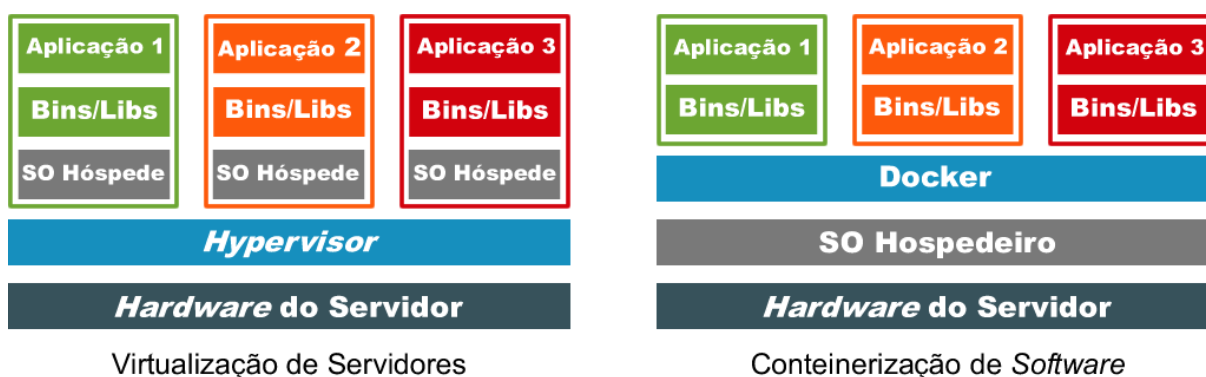 Aplicação 1
Aplicação 2
Aplicação 3
Bins/Libs
Bins/Libs
Bins/Libs
SO Hóspede
SO Hóspede
SO Hóspede
Hypervisor
Hardware do Servidor
Virtualização de Servidores
Aplicação 1
Aplicação 2
Aplicação 3
Bins/Libs
Bins/Libs
Bins/Libs
Docker
SO Hospedeiro
Hardware do Servidor
Conteinerização de Software